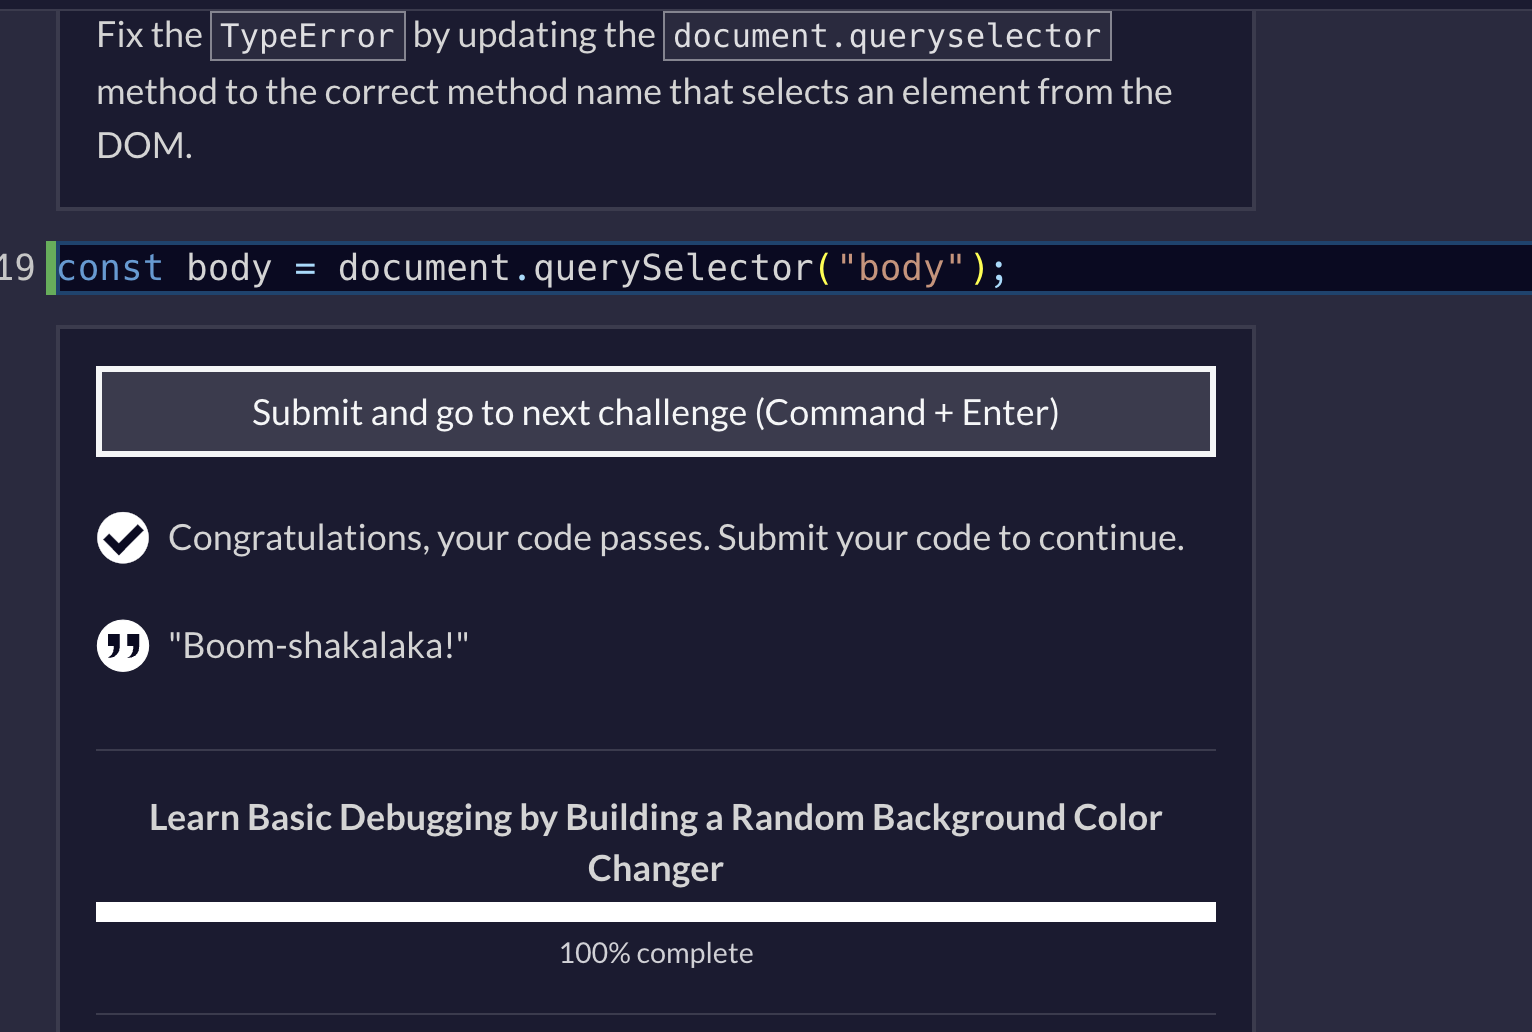 Fix the TypeError by updating the document.queryselector
method to the correct method name that selects an element from the
DOM.
19 const body = document.querySelector("body");
Submit and go to next challenge (Command + Enter)
Congratulations, your code passes. Submit your code to continue.
"Boom-shakalaka!"
Learn Basic Debugging by Building a Random Background Color
Changer
100% complete